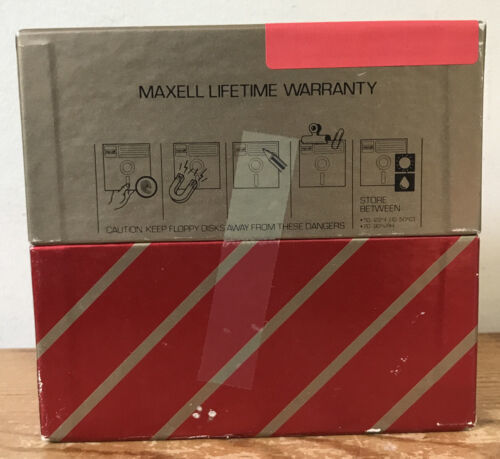 MAXELL LIFETIME WARRANTY
STORE
BETWEEN
CAUTION: KEEP FLOPPY DISKS AWAY FROM THESE DANGERS